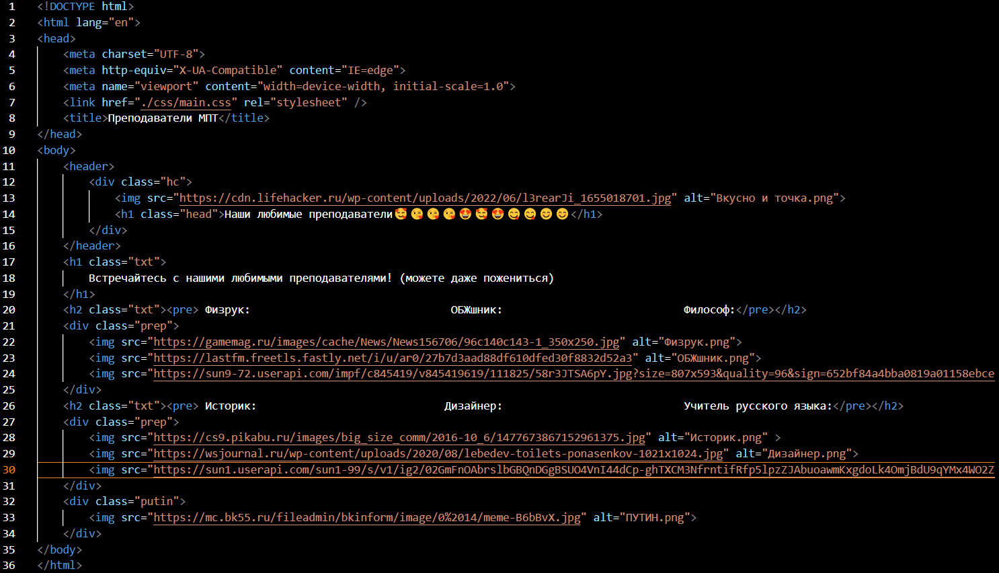 1 <!DOCTYPE html>
2 <html lang="en">
3 <head>
4 <meta charset="UTF-8">
5 <meta http-equiv="X-UA-Compatible" content="IE=edge">
6 <meta name="viewport" content="width=device-width, initial-scale=1.0">
7 <link href="./css/main.css" rel="stylesheet" />
8 <title>Преподаватели МПТ</title>
9 </head>
10 <body>
11 <header>
12 <div class="hc">
13 <img src="https://cdn.lifehacker.ru/wp-content/uploads/2022/06/l3rearJi_1655018701.jpg" alt="Вкусно и точка.png">
14 <h1 class="head">Наши любимые преподаватели🥰😘😘😘😍🥰😍😋😋😊😊</h1>
15 </div>
16 </header>
17 <h1 class="txt">
18 Встречайтесь с нашими любимыми преподавателями! (можете даже пожениться)
19 </h1>
20 <h2 class="txt"><pre> Физрук: ОБЖшник: Философ:</pre></h2>
21 <div class="prep">
22 <img src="https://gamemag.ru/images/cache/News/News156706/96c140c143-1_350x250.jpg" alt="Физрук.png">
23 <img src="https://lastfm.freetls.fastly.net/i/u/ar0/27b7d3aad88df610dfed30f8832d52a3" alt="ОБЖшник.png">
24 <img src="https://sun9-72.userapi.com/impf/c845419/v845419619/111825/58r3JTSA6pY.jpg?size=807x593&quality=96&sign=652bf84a4bba0819a01158ebce
25 </div>
26 <h2 class="txt"><pre> Историк: Дизайнер: Учитель русского языка:</pre></h2>
27 <div class="prep">
28 <img src="https://cs9.pikabu.ru/images/big_size_comm/2016-10_6/1477673867152961375.jpg" alt="Историк.png" >
29 <img src="https://wsjournal.ru/wp-content/uploads/2020/08/lebedev-toilets-ponasenkov-1021x1024.jpg" alt="Дизайнер.png">
30 <img src="https://sun1.userapi.com/sun1-99/s/v1/ig2/02GmFnOAbrslbGBQnDGgBSUO4VnI44dCp-ghTXCM3NfrntifRfp5lpzZJAbuoawmKxgdoLk4OmjBdU9qYMx4WO2Z
31 </div>
32 <div class="putin">
33 <img src="https://mc.bk55.ru/fileadmin/bkinform/image/0%2014/meme-B6bBvX.jpg" alt="ПУТИН.png">
34 </div>
35 </body>
36 </html>